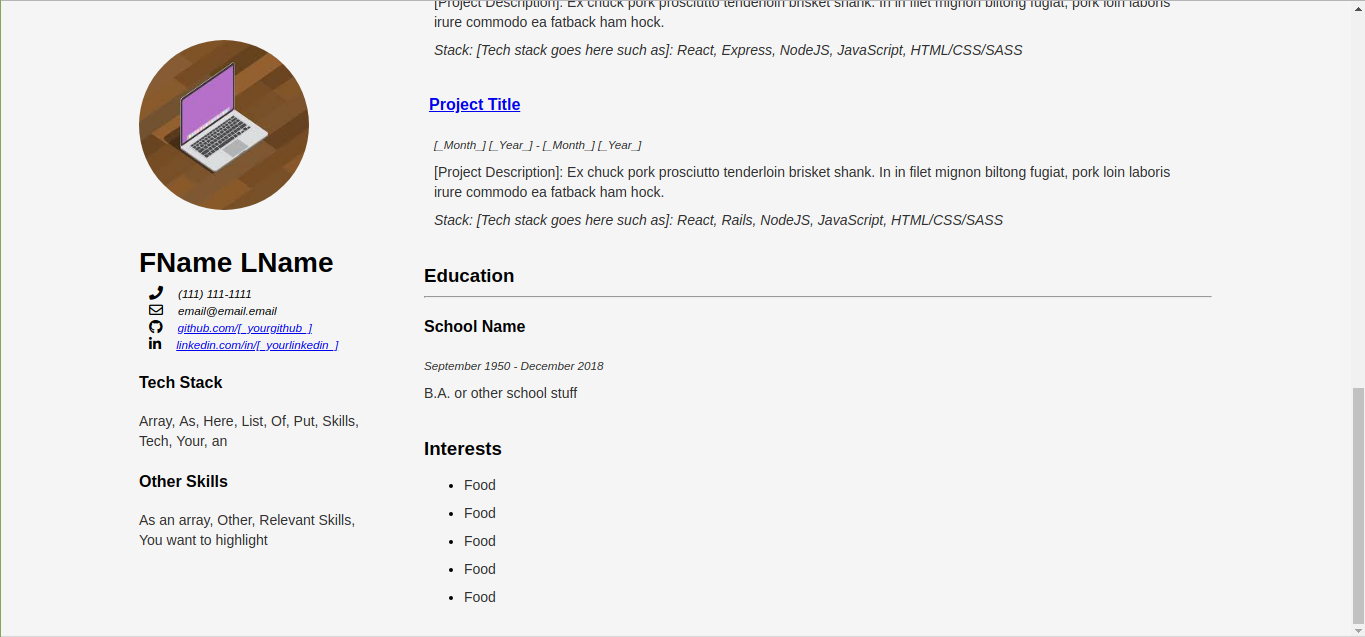 FName LName
(111) 111-1111
email@email.email
github.com/[_yourgithub_]
linkedin.com/in/[_yourlinkedin_]
Tech Stack
Array, As, Here, List, Of, Put, Skills,
Tech, Your, an
Other Skills
As an array, Other, Relevant Skills,
You want to highlight
[Project Description]: Ex chuck pork prosciutto tenderloin brisket shank. In in filet mignon biltong fugiat, pork loin laboris
irure commodo ea fatback ham hock.
Stack: [Tech stack goes here such as]: React, Express, NodeJS, JavaScript, HTML/CSS/SASS
Project Title
[_Month_] [_Year_] - [_Month_] [_Year_]
[Project Description]: Ex chuck pork prosciutto tenderloin brisket shank. In in filet mignon biltong fugiat, pork loin laboris
irure commodo ea fatback ham hock.
Stack: [Tech stack goes here such as]: React, Rails, NodeJS, JavaScript, HTML/CSS/SASS
Education
School Name
September 1950 - December 2018
B.A. or other school stuff
Interests
• Food
• Food
• Food
• Food
• Food